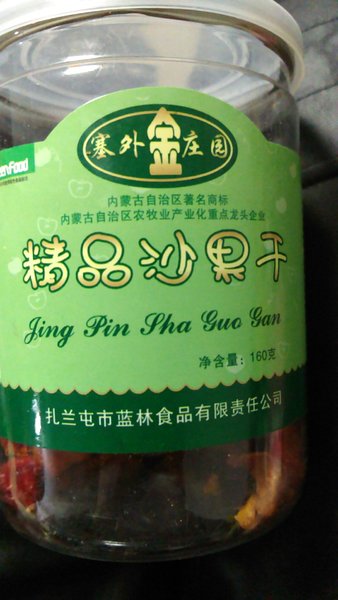 塞外金庄园
enFood
内蒙古自治区著名商标
内蒙古自治区农牧业产业化重点龙头企业
精品沙果干
Jing Pin Sha Guo Gan
净含量：160克
扎兰屯市蓝林食品有限责任公司